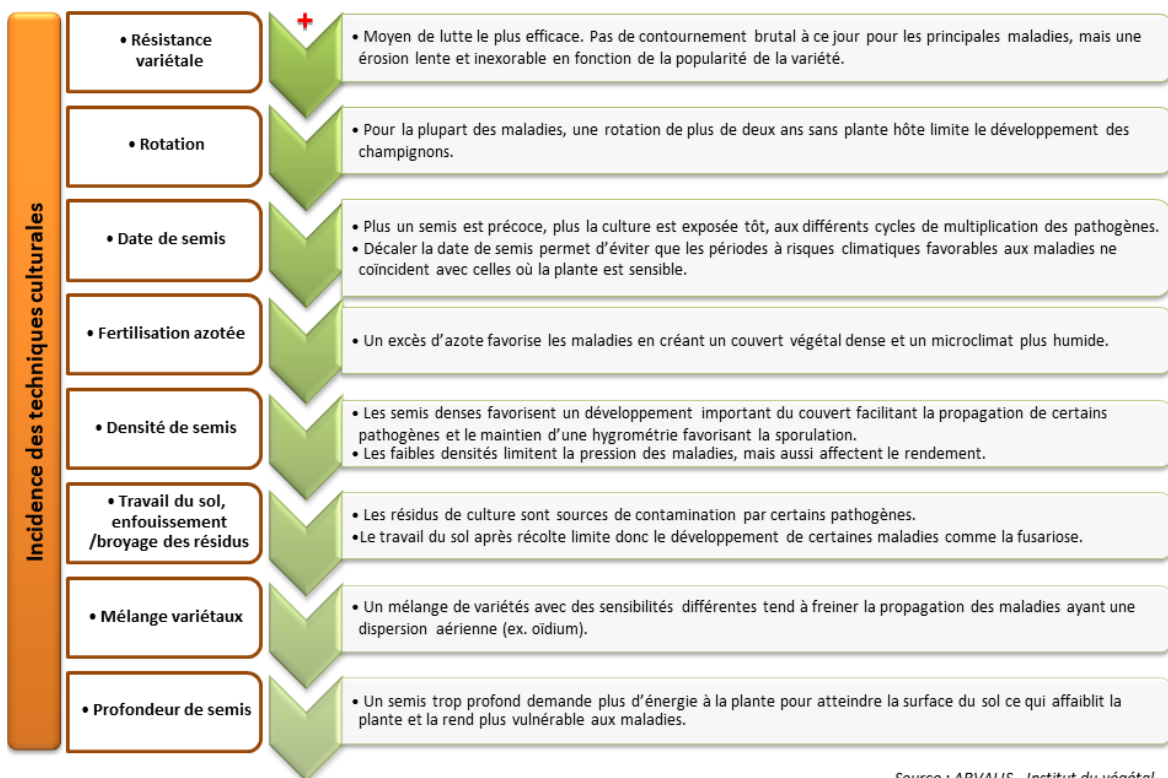 Incidence des techniques culturales
+
• Résistance
variétale
• Moyen de lutte le plus efficace. Pas de contournement brutal à ce jour pour les principales maladies, mais une
érosion lente et inexorable en fonction de la popularité de la variété.
• Rotation
• Pour la plupart des maladies, une rotation de plus de deux ans sans plante hôte limite le développement des
champignons.
• Date de semis
• Plus un semis est précoce, plus la culture est exposée tôt, aux différents cycles de multiplication des pathogènes.
• Décaler la date de semis permet d'éviter que les périodes à risques climatiques favorables aux maladies ne
coïncident avec celles où la plante est sensible.
• Fertilisation azotée
• Un excès d'azote favorise les maladies en créant un couvert végétal dense et un microclimat plus humide.
• Densité de semis
• Les semis denses favorisent un développement important du couvert facilitant la propagation de certains
pathogènes et le maintien d'une hygrométrie favorisant la sporulation.
• Les faibles densités limitent la pression des maladies, mais aussi affectent le rendement.
• Travail du sol,
enfouissement
/broyage des résidus
• Les résidus de culture sont sources de contamination par certains pathogènes.
•Le travail du sol après récolte limite donc le développement de certaines maladies comme la fusariose.
• Mélange variétaux
• Un mélange de variétés avec des sensibilités différentes tend à freiner la propagation des maladies ayant une
dispersion aérienne (ex. oïdium).
• Profondeur de semis
• Un semis trop profond demande plus d'énergie à la plante pour atteindre la surface du sol ce qui affaiblit la
plante et la rend plus vulnérable aux maladies.
Source : ARVALIS - Institut du végétal